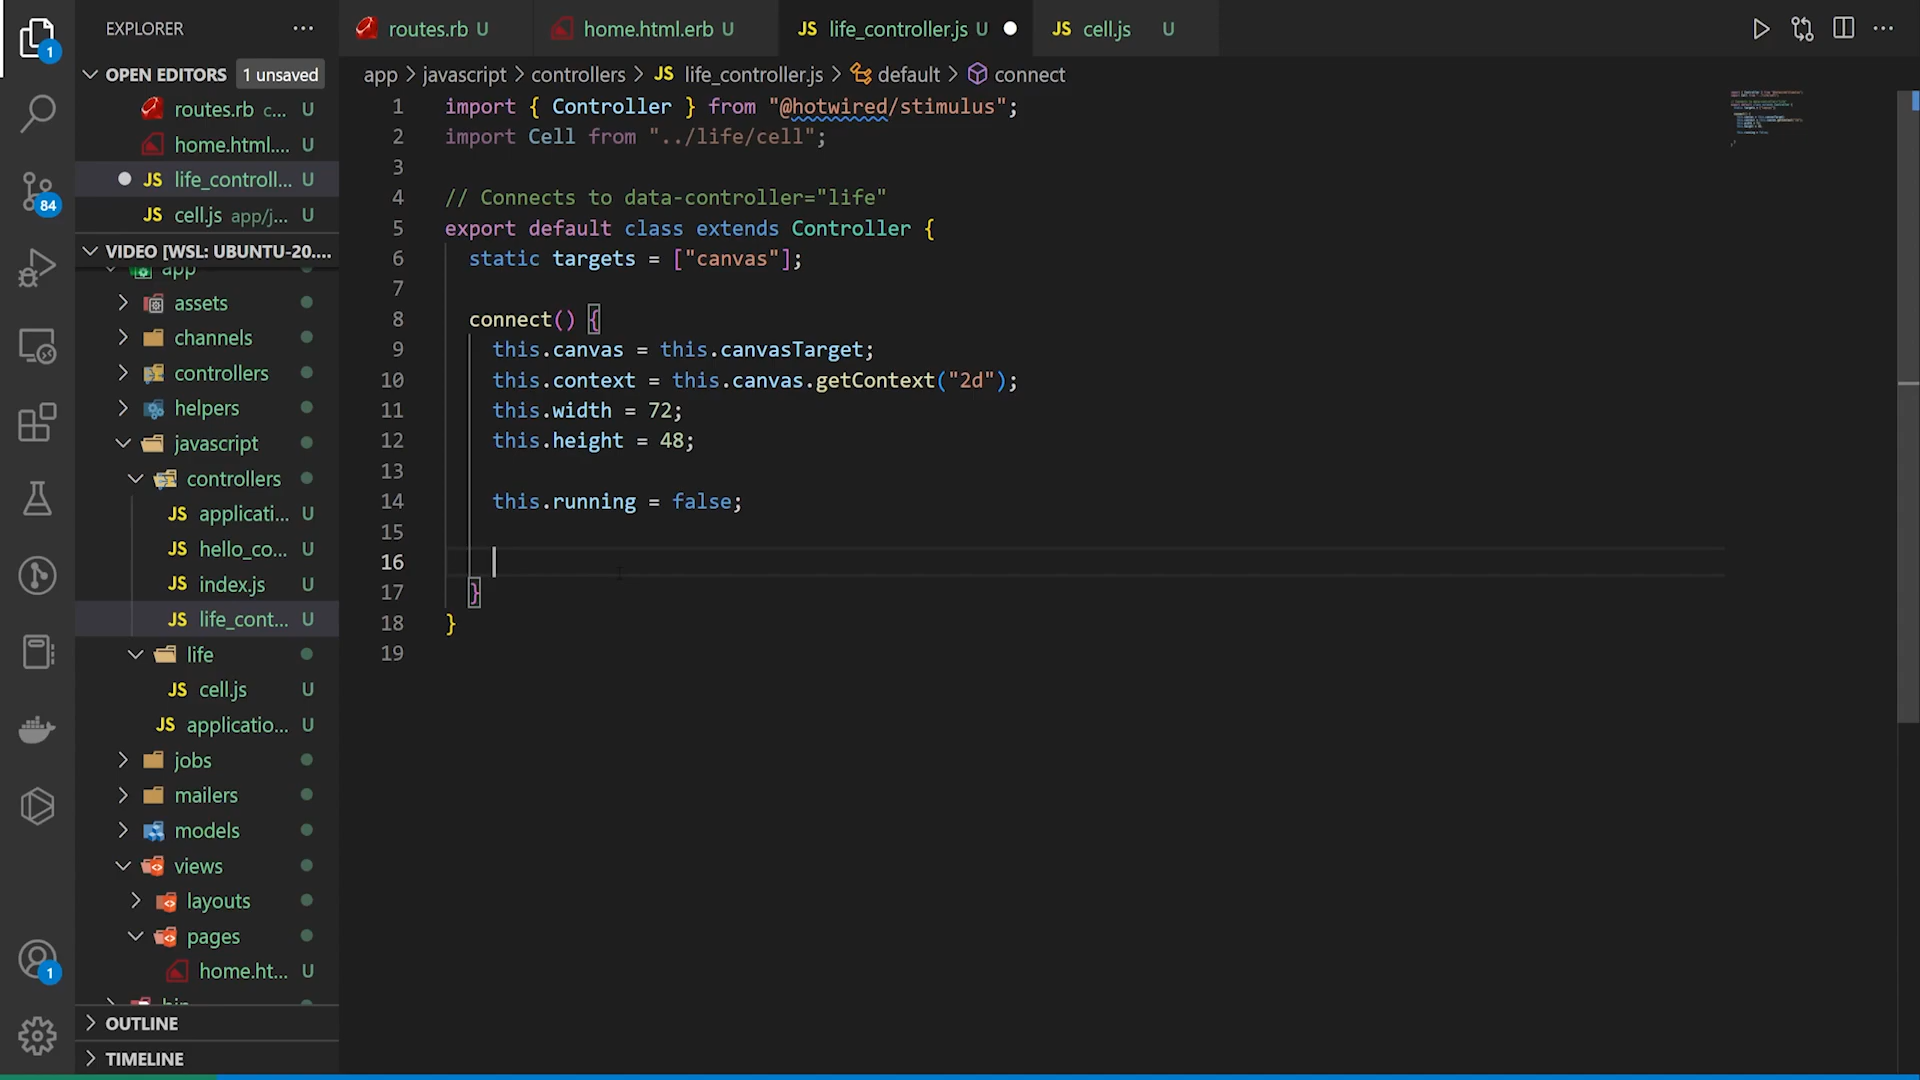 EXPLORER
routes.rb U
home.html.erb U
JS life_controller.js U
JS cell.js U
1
OPEN EDITORS 1 unsaved
app > javascript > controllers > JS life_controller.js > default > connect
routes.rb c... U
home.html.... U
JS life_controll... U
JS cell.js app/j... U
84
VIDEO [WSL: UBUNTU-20....
app
assets
channels
controllers
helpers
javascript
controllers
JS applicati... U
JS hello_co... U
JS index.js U
JS life_cont... U
life
JS cell.js U
JS applicatio... U
jobs
mailers
models
views
layouts
pages
home.ht... U
bin
OUTLINE
TIMELINE
1
1 import { Controller } from "@hotwired/stimulus";
2 import Cell from "../life/cell";
3
4 // Connects to data-controller="life"
5 export default class extends Controller {
6 static targets = ["canvas"];
7
8 connect() {
9 this.canvas = this.canvasTarget;
10 this.context = this.canvas.getContext("2d");
11 this.width = 72;
12 this.height = 48;
13
14 this.running = false;
15
16
17 }
18 }
19